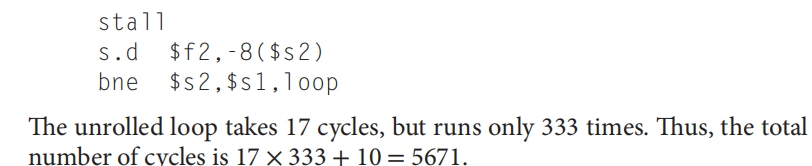 stall
s.d $f2,-8($s2)
bne $s2,$s1,loop
The unrolled loop takes 17 cycles, but runs only 333 times. Thus, the total
number of cycles is 17 × 333 + 10 = 5671.